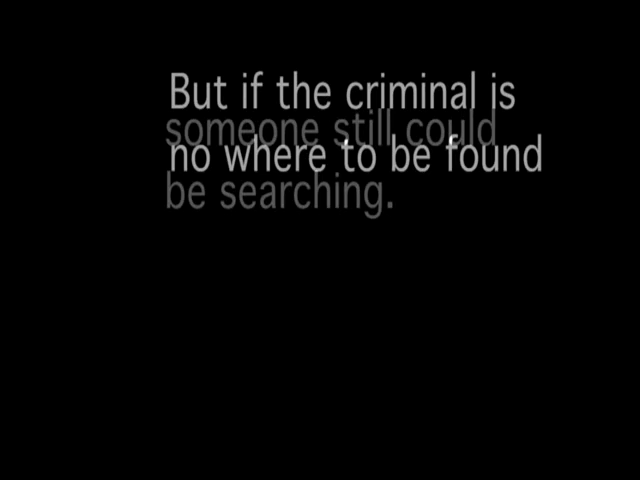 But if the criminal is
someone still could
no where to be found
be searching.